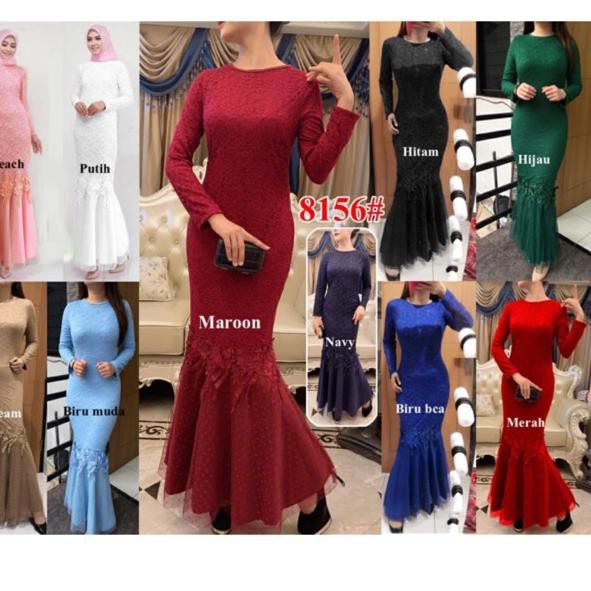 each
Putih
Maroon
8156#
Navy
Hitam
Hijau
eam
Biru muda
Biru bca
Merah